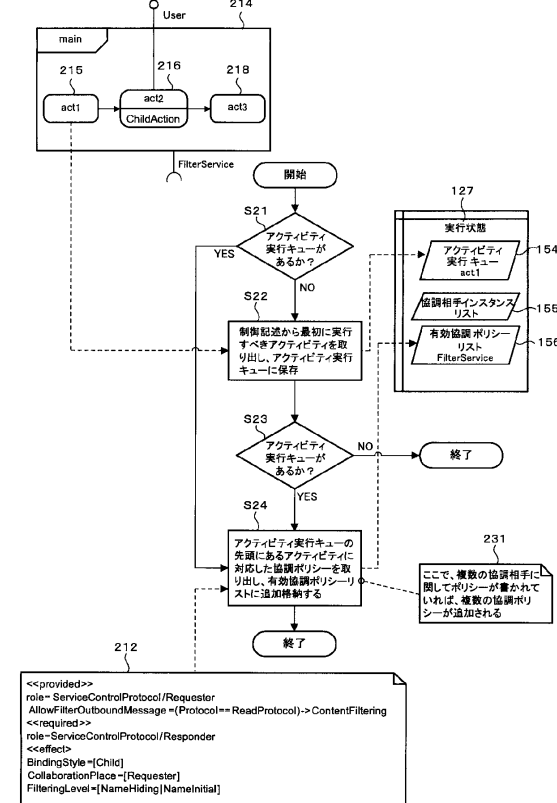 User
214
main
215
216
218
act1
act2
ChildAction
act3
FilterService
開始
127
S21
アクティビティ
実行キューが
あるか？
YES
NO
実行状態
アクティビティ
実行 キュー
act1
154
協調相手インスタンス
リスト
155
有効協調 ポリシー
リスト
FilterService
156
S22
制御記述から最初に実行
すべきアクティビティを取
り出し、アクティビティ実行
キューに保存
S23
アクティビティ
実行キューが
あるか？
NO
終了
YES
S24
アクティビティ実行キューの
先頭にあるアクティビティに
対応した協調ポリシーを取
り出し、有効協調ポリシーリ
ストに追加格納する
231
ここで、複数の協調相手に
関してポリシーが書かれて
いれば、複数の協調ポリ
シーが追加される
終了
212
<<provided>>
role=ServiceControlProtocol/Requester
AllowFilterOutboundMessage=(Protocol==ReadProtocol)->ContentFiltering
<<required>>
role=ServiceControlProtocol/Responder
<<effect>
BindingStyle=[Child]
CollaborationPlace=[Requester]
FilteringLevel=[NameHiding|NameInitial]